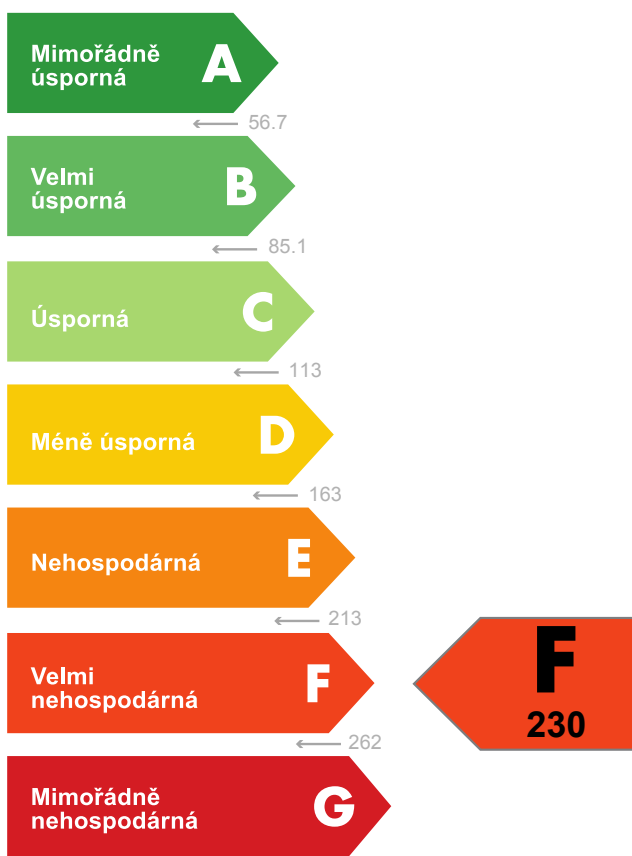 Mimořádně
úsporná
A
56.7
Velmi
úsporná
B
85.1
Úsporná
C
113
Méně úsporná
D
163
Nehospodárná
E
213
Velmi
nehospodárná
F
F
230
262
Mimořádně
nehospodárná
G